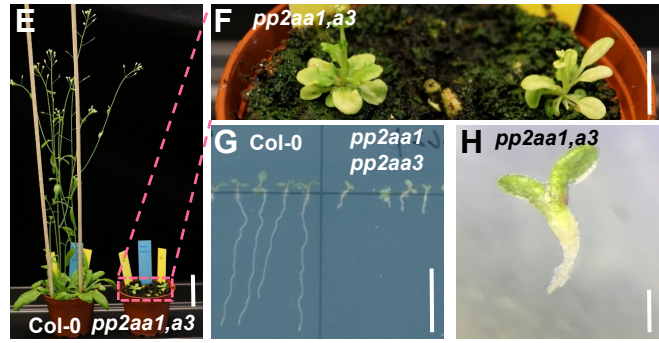 E
Col-0 pp2aa1,a3
F pp2aa1,a3
G Col-0 pp2aa1
pp2aa3
H pp2aa1,a3